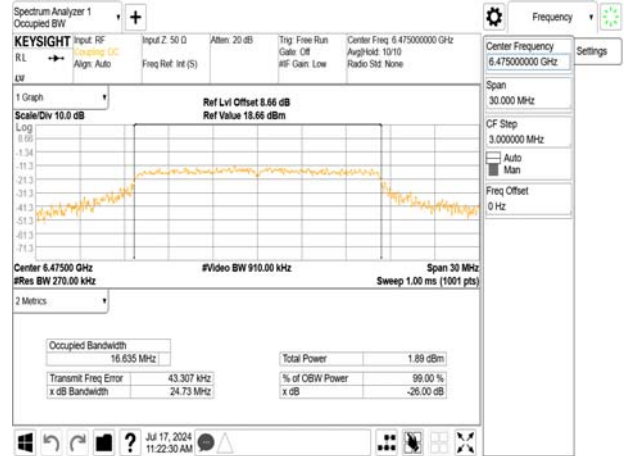 Spectrum Analyzer 1
Occupied BW
Frequency
KEYSIGHT
Input: RF
Coupling: DC
Align: Auto
Input Z: 50 Ω
Freq Ref: Int (S)
Atten: 20 dB
Trig: Free Run
Gate: Off
#IF Gain: Low
Center Freq: 6.475000000 GHz
Avg|Hold: 10/10
Radio Std: None
RL
Center Frequency
6.475000000 GHz
Settings
Span
30.000 MHz
CF Step
3.000000 MHz
Auto
Man
Freq Offset
0 Hz
1 Graph
Scale/Div 10.0 dB
Ref Lvl Offset 8.66 dB
Ref Value 18.66 dBm
Log
8.66
-1.34
-11.3
-21.3
-31.3
-41.3
-51.3
-61.3
-71.3
Center 6.47500 GHz
#Video BW 910.00 kHz
Span 30 MHz
#Res BW 270.00 kHz
Sweep 1.00 ms (1001 pts)
2 Metrics
Occupied Bandwidth
16.635 MHz
Total Power 1.89 dBm
Transmit Freq Error 43.307 kHz
% of OBW Power 99.00 %
x dB Bandwidth 24.73 MHz
x dB -26.00 dB
?
Jul 17, 2024
11:22:30 AM